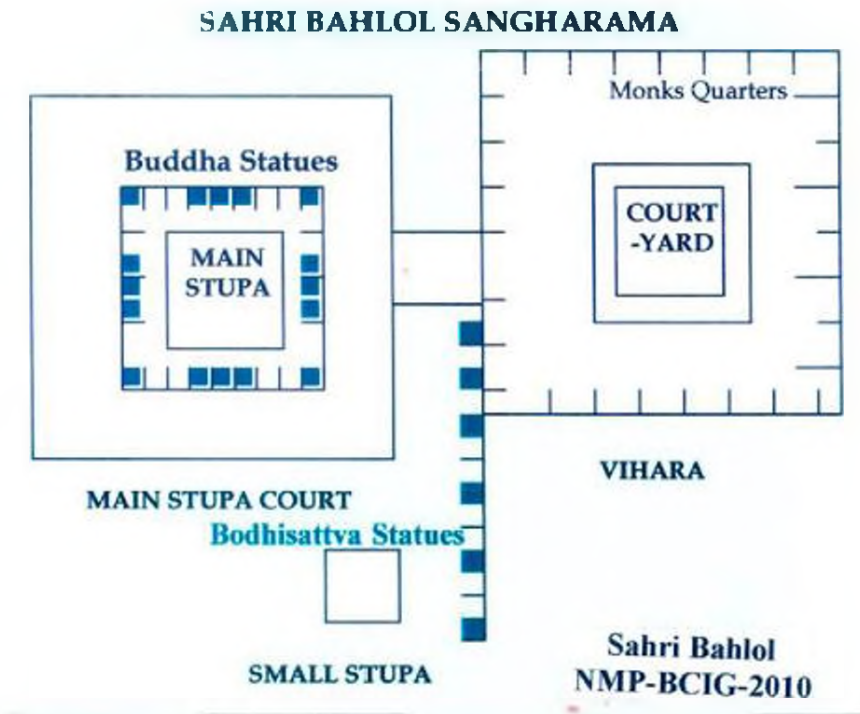 SAHRI BAHLOL SANGHARAMA
Monks Quarters
Buddha Statues
MAIN
STUPA
COURT
-YARD
VIHARA
MAIN STUPA COURT
Bodhisattva Statues
SMALL STUPA
Sahri Bahlol
NMP-BCIG-2010